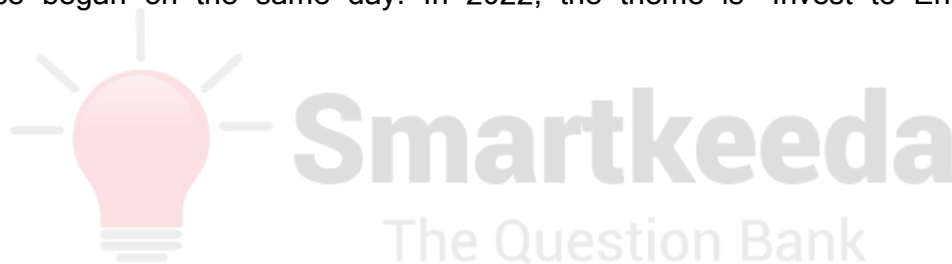 began on the same day. In 2022, the theme is Invest to
Smartkeeda
The Question Bank